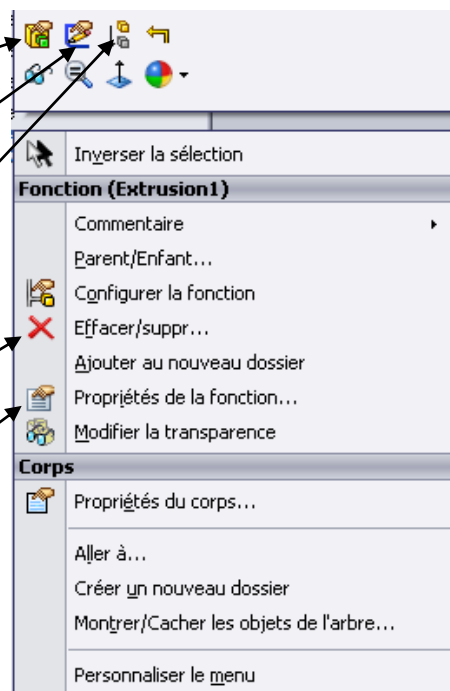 Inverser la sélection
Fonction (Extrusion1)
Commentaire
Parent/Enfant...
Configurer la fonction
Effacer/suppr...
Ajouter au nouveau dossier
Propriétés de la fonction...
Modifier la transparence
Corps
Propriétés du corps...
Aller à...
Créer un nouveau dossier
Montrer/Cacher les objets de l'arbre...
Personnaliser le menu